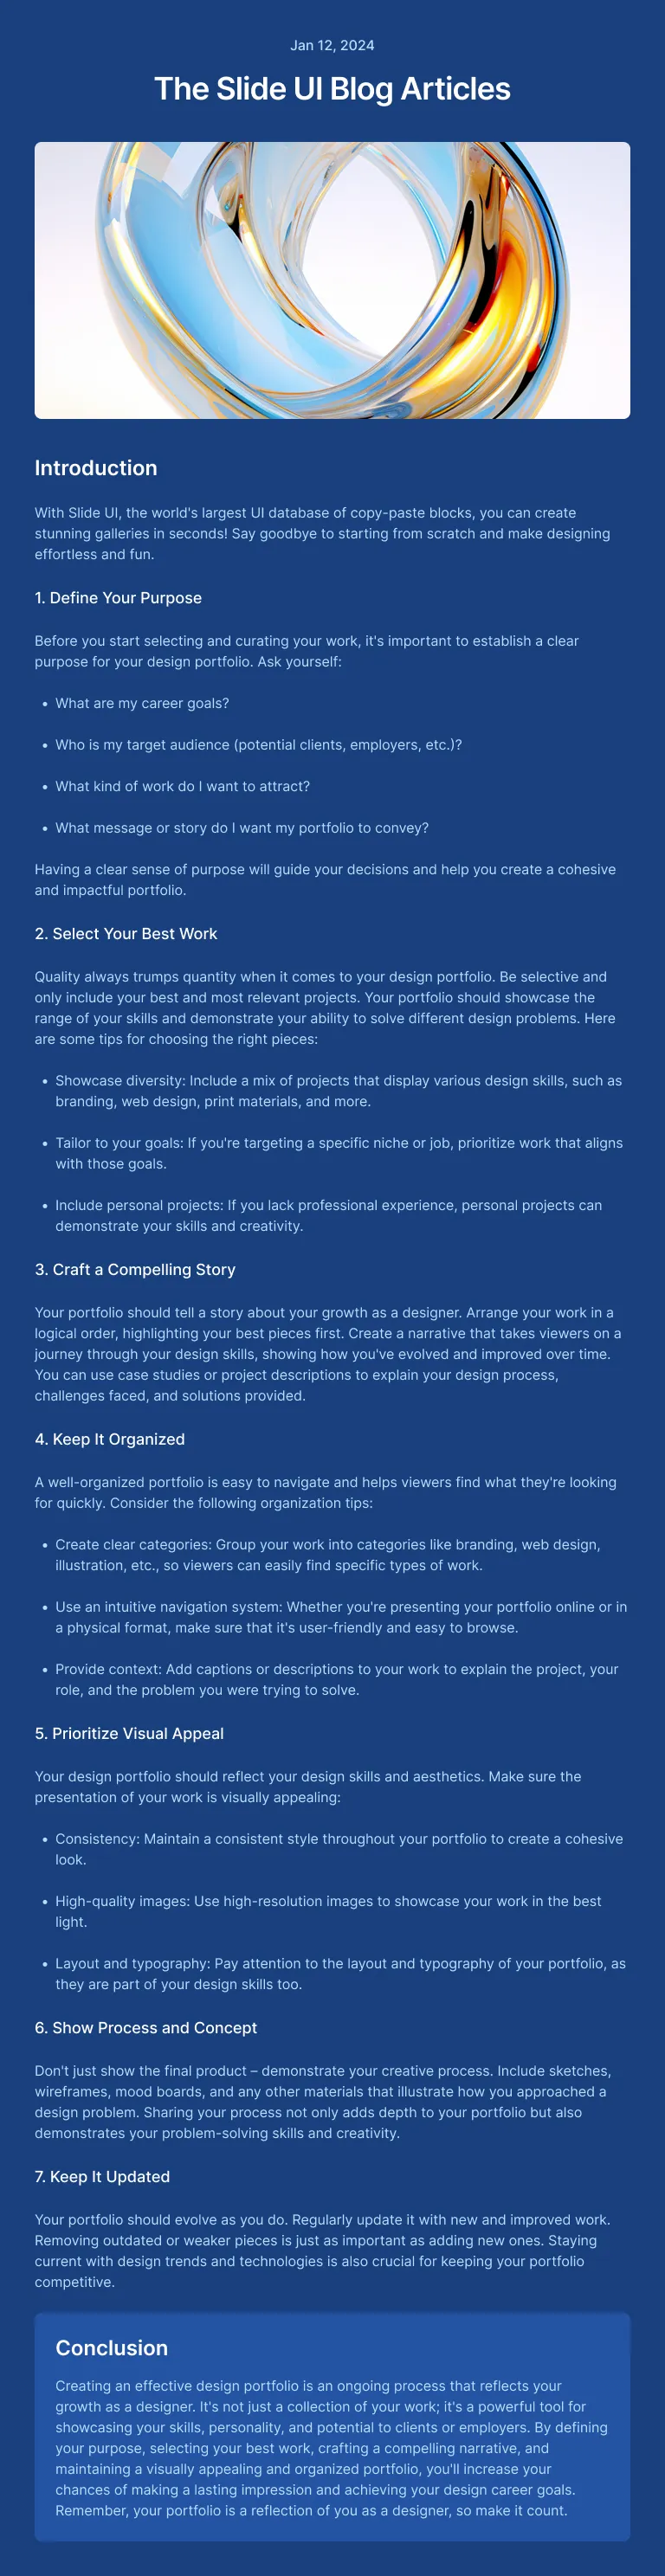 Jan 12, 2024
The Slide UI Blog Articles
Introduction
With Slide UI, the world's largest UI database of copy-paste blocks, you can create
stunning galleries in seconds! Say goodbye to starting from scratch and make designing
effortless and fun.
1. Define Your Purpose
Before you start selecting and curating your work, it's important to establish a clear
purpose for your design portfolio. Ask yourself:
• What are my career goals?
• Who is my target audience (potential clients, employers, etc.)?
• What kind of work do I want to attract?
• What message or story do I want my portfolio to convey?
Having a clear sense of purpose will guide your decisions and help you create a cohesive
and impactful portfolio.
2. Select Your Best Work
Quality always trumps quantity when it comes to your design portfolio. Be selective and
only include your best and most relevant projects. Your portfolio should showcase the
range of your skills and demonstrate your ability to solve different design problems. Here
are some tips for choosing the right pieces:
• Showcase diversity: Include a mix of projects that display various design skills, such as
branding, web design, print materials, and more.
• Tailor to your goals: If you're targeting a specific niche or job, prioritize work that aligns
with those goals.
• Include personal projects: If you lack professional experience, personal projects can
demonstrate your skills and creativity.
3. Craft a Compelling Story
Your portfolio should tell a story about your growth as a designer. Arrange your work in a
logical order, highlighting your best pieces first. Create a narrative that takes viewers on a
journey through your design skills, showing how you've evolved and improved over time.
You can use case studies or project descriptions to explain your design process,
challenges faced, and solutions provided.
4. Keep It Organized
A well-organized portfolio is easy to navigate and helps viewers find what they're looking
for quickly. Consider the following organization tips:
• Create clear categories: Group your work into categories like branding, web design,
illustration, etc., so viewers can easily find specific types of work.
• Use an intuitive navigation system: Whether you're presenting your portfolio online or in
a physical format, make sure that it's user-friendly and easy to browse.
• Provide context: Add captions or descriptions to your work to explain the project, your
role, and the problem you were trying to solve.
5. Prioritize Visual Appeal
Your design portfolio should reflect your design skills and aesthetics. Make sure the
presentation of your work is visually appealing:
• Consistency: Maintain a consistent style throughout your portfolio to create a cohesive
look.
• High-quality images: Use high-resolution images to showcase your work in the best
light.
• Layout and typography: Pay attention to the layout and typography of your portfolio, as
they are part of your design skills too.
6. Show Process and Concept
Don't just show the final product – demonstrate your creative process. Include sketches,
wireframes, mood boards, and any other materials that illustrate how you approached a
design problem. Sharing your process not only adds depth to your portfolio but also
demonstrates your problem-solving skills and creativity.
7. Keep It Updated
Your portfolio should evolve as you do. Regularly update it with new and improved work.
Removing outdated or weaker pieces is just as important as adding new ones. Staying
current with design trends and technologies is also crucial for keeping your portfolio
competitive.
Conclusion
Creating an effective design portfolio is an ongoing process that reflects your
growth as a designer. It's not just a collection of your work; it's a powerful tool for
showcasing your skills, personality, and potential to clients or employers. By defining
your purpose, selecting your best work, crafting a compelling narrative, and
maintaining a visually appealing and organized portfolio, you'll increase your
chances of making a lasting impression and achieving your design career goals.
Remember, your portfolio is a reflection of you as a designer, so make it count.